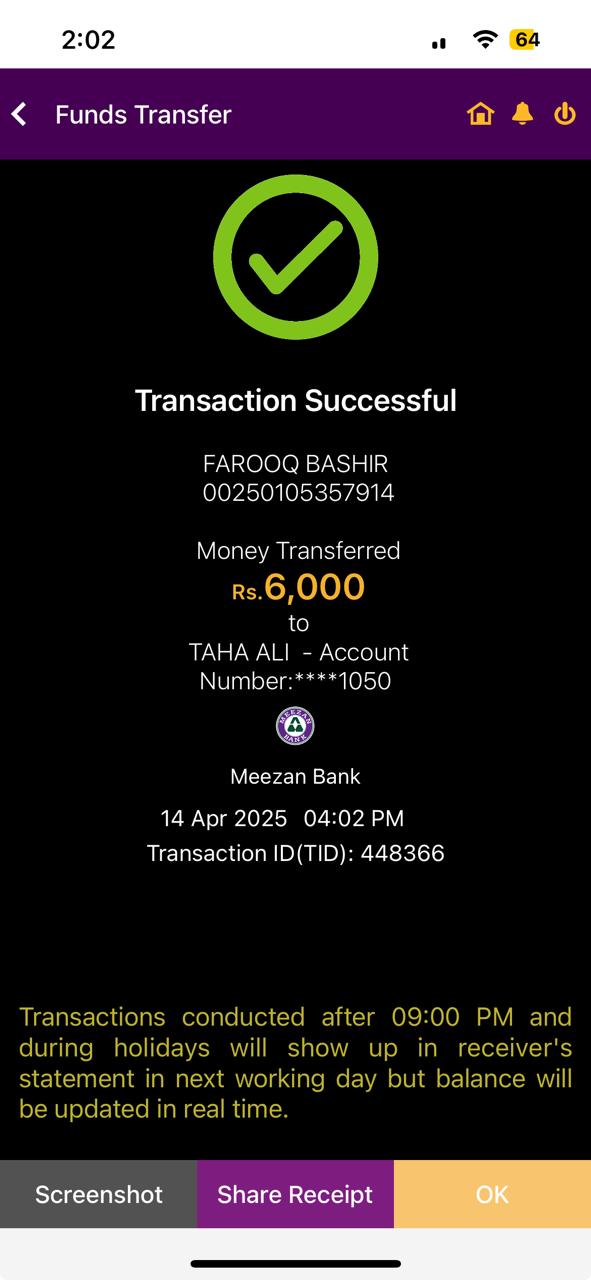 2:02
64
Funds Transfer
Transaction Successful
FAROOQ BASHIR
00250105357914
Money Transferred
Rs.6,000
to
TAHA ALI - Account
Number:****1050
MEEZAN
BANK
Meezan Bank
14 Apr 2025 04:02 PM
Transaction ID(TID): 448366
Transactions conducted after 09:00 PM and
during holidays will show up in receiver's
statement in next working day but balance will
be updated in real time.
Screenshot
Share Receipt
OK